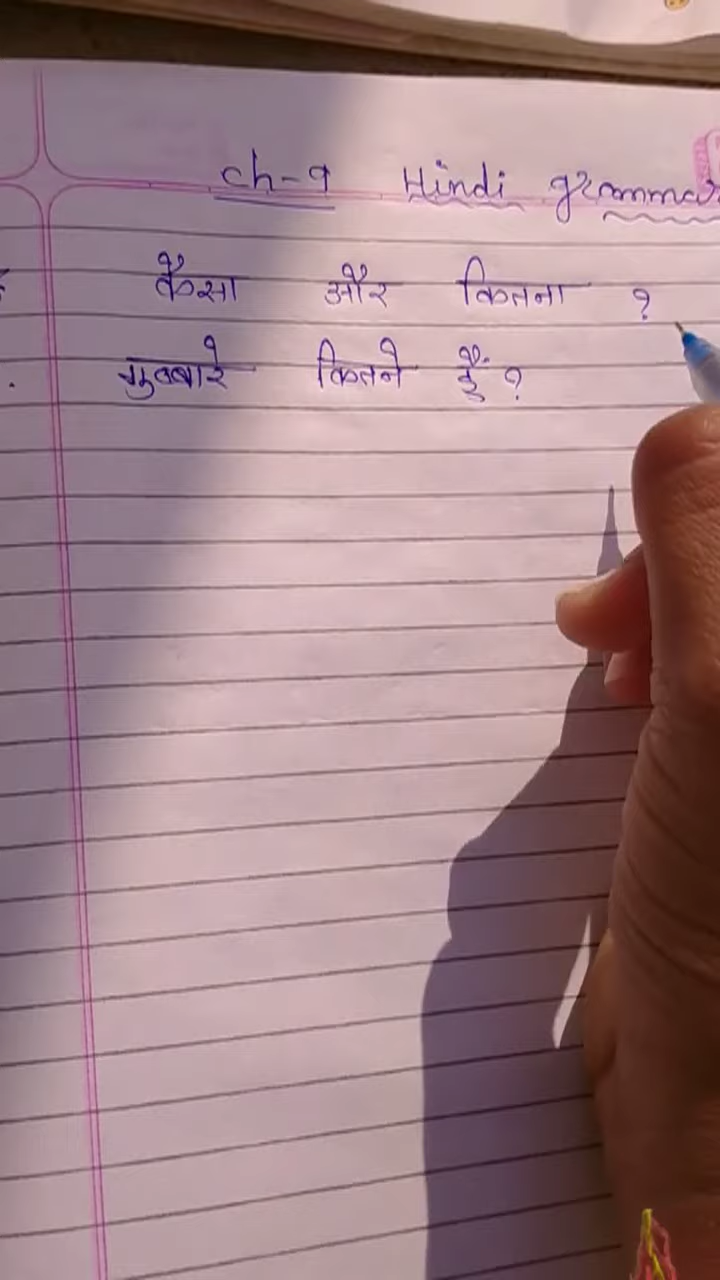 ch-9 Hindi grammar
कैसा और कितना ?
गुब्बारे कितने हैं ?